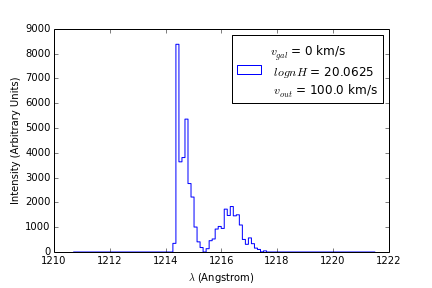 9000
8000
7000
6000
5000
4000
3000
2000
1000
0
Intensity (Arbitrary Units)
v_gal = 0 km/s
lognH = 20.0625
v_out = 100.0 km/s
1210 1212 1214 1216 1218 1220 1222
λ (Angstrom)